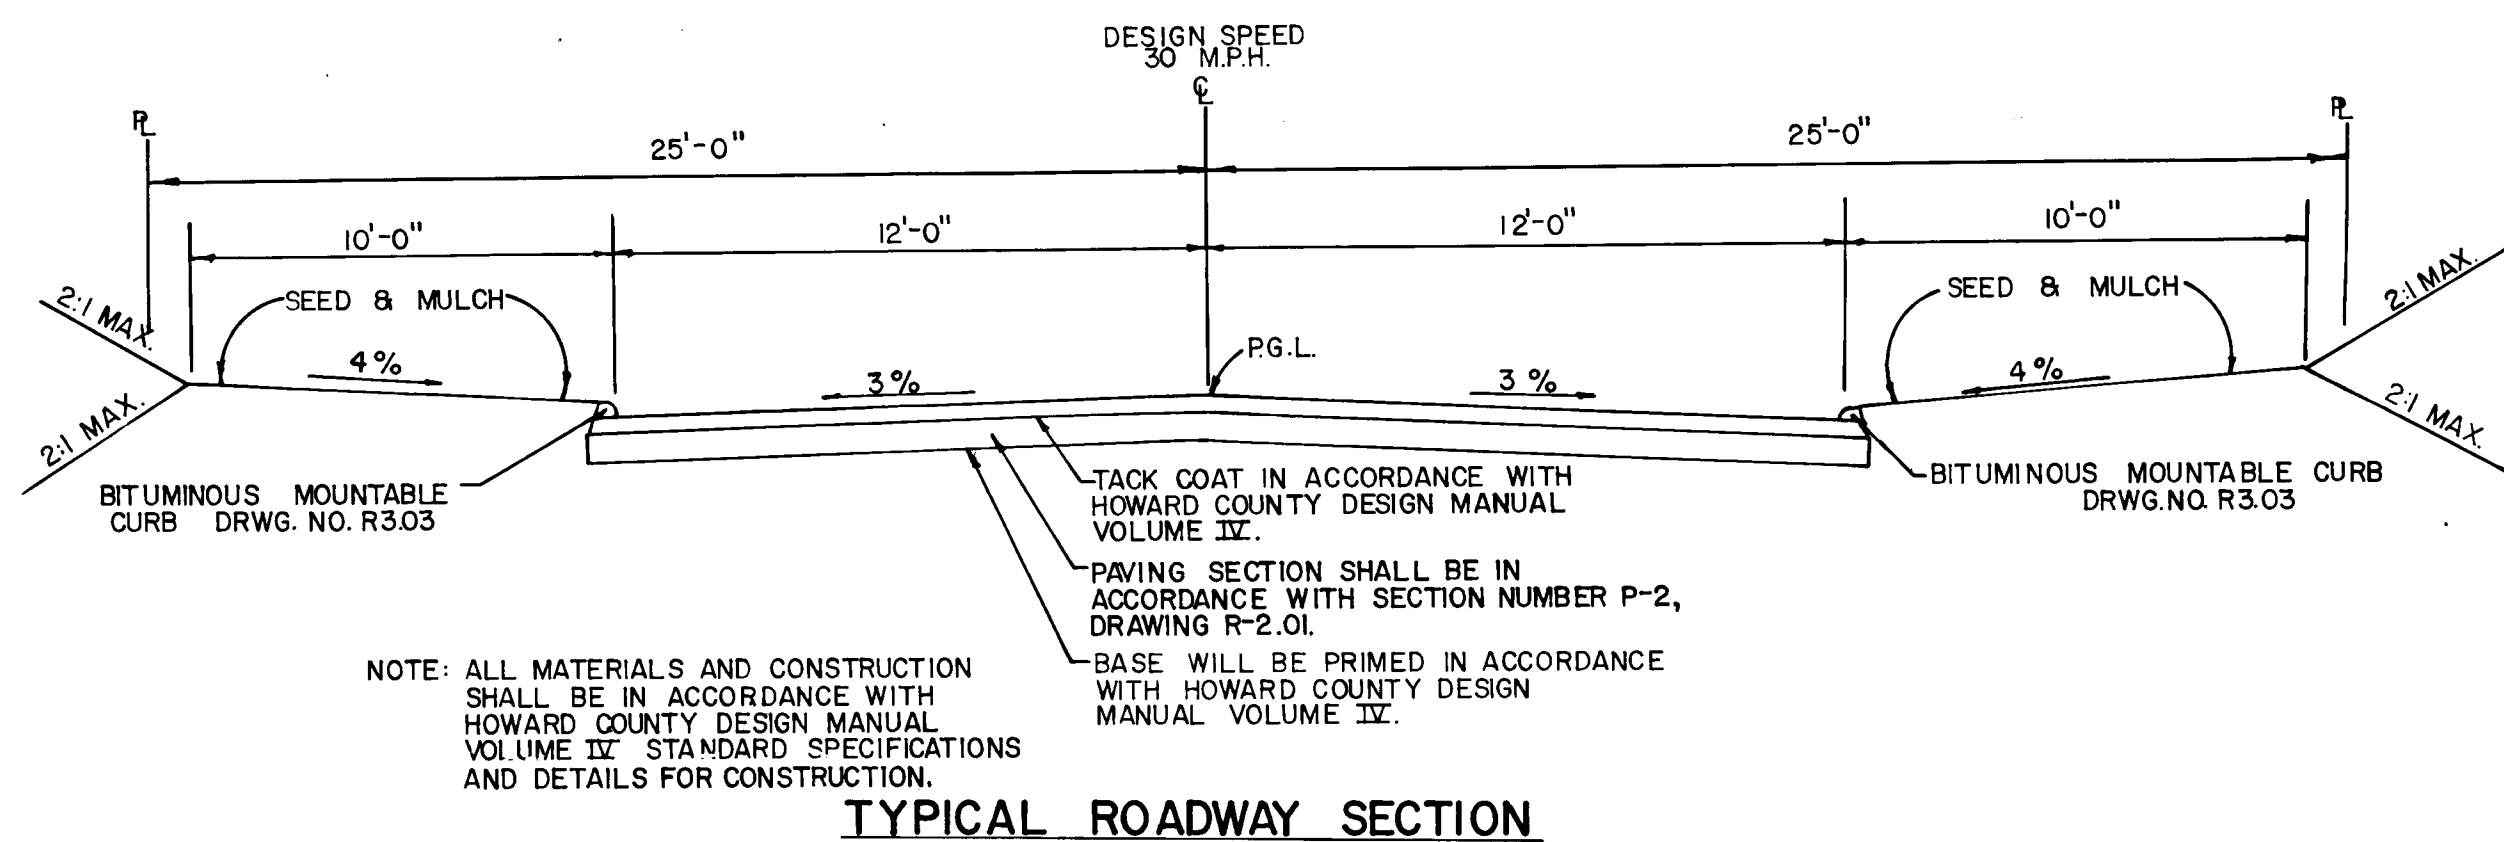 DESIGN SPEED
30 M.P.H.
℄
PL
PL
25'-0"
25'-0"
10'-0"
12'-0"
12'-0"
10'-0"
2:1 MAX.
SEED & MULCH
SEED & MULCH
2:1 MAX.
P.G.L.
4%
3%
3%
4%
2:1 MAX.
2:1 MAX.
BITUMINOUS MOUNTABLE
CURB DRWG. NO. R3.03
BITUMINOUS MOUNTABLE CURB
DRWG. NO. R3.03
TACK COAT IN ACCORDANCE WITH
HOWARD COUNTY DESIGN MANUAL
VOLUME IV.
PAVING SECTION SHALL BE IN
ACCORDANCE WITH SECTION NUMBER P-2,
DRAWING R-2.01.
BASE WILL BE PRIMED IN ACCORDANCE
WITH HOWARD COUNTY DESIGN
MANUAL VOLUME IV.
NOTE: ALL MATERIALS AND CONSTRUCTION
SHALL BE IN ACCORDANCE WITH
HOWARD COUNTY DESIGN MANUAL
VOLUME IV STANDARD SPECIFICATIONS
AND DETAILS FOR CONSTRUCTION.
TYPICAL ROADWAY SECTION